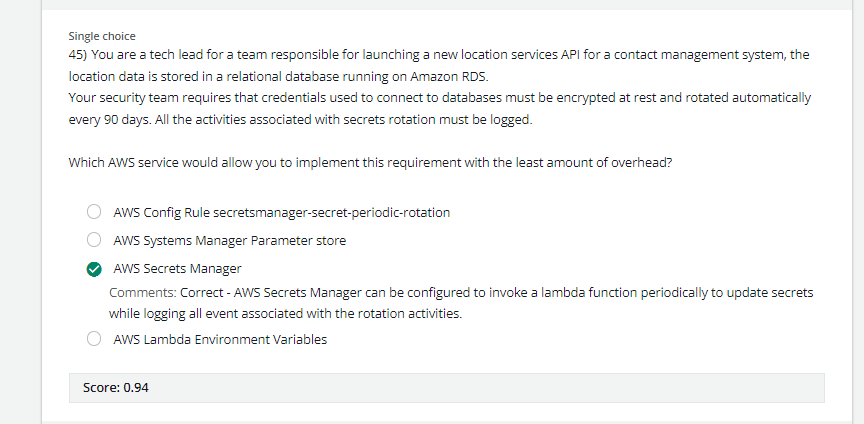 Single choice
45) You are a tech lead for a team responsible for launching a new location services API for a contact management system, the
location data is stored in a relational database running on Amazon RDS.
Your security team requires that credentials used to connect to databases must be encrypted at rest and rotated automatically
every 90 days. All the activities associated with secrets rotation must be logged.
Which AWS service would allow you to implement this requirement with the least amount of overhead?
AWS Config Rule secretsmanager-secret-periodic-rotation
AWS Systems Manager Parameter store
AWS Secrets Manager
Comments: Correct - AWS Secrets Manager can be configured to invoke a lambda function periodically to update secrets
while logging all event associated with the rotation activities.
AWS Lambda Environment Variables
Score: 0.94